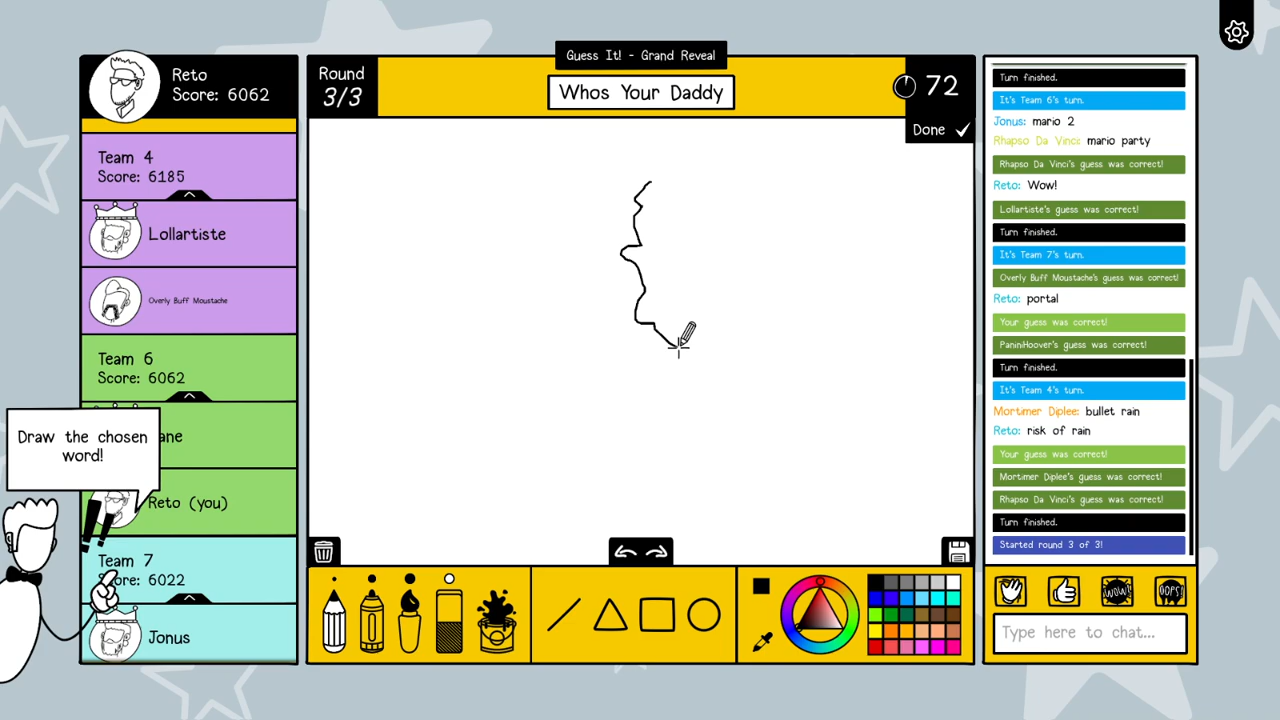 Guess It! - Grand Reveal
Reto
Score: 6062
Round
3/3
Whos Your Daddy
72
Done
Team 4
Score: 6185
Lollartiste
Overly Buff Moustache
Team 6
Score: 6062
ane
Reto (you)
Team 7
ore: 6022
Jonus
Draw the chosen
word!
!!
Turn finished.
It's Team 6's turn.
Jonus: mario 2
Rhapso Da Vinci: mario party
Rhapso Da Vinci's guess was correct!
Reto: Wow!
Lollartiste's guess was correct!
Turn finished.
It's Team 7's turn.
Overly Buff Moustache's guess was correct!
Reto: portal
Your guess was correct!
PaniniHoover's guess was correct!
Turn finished.
It's Team 4's turn.
Mortimer Diplee: bullet rain
Reto: risk of rain
Your guess was correct!
Mortimer Diplee's guess was correct!
Rhapso Da Vinci's guess was correct!
Turn finished.
Started round 3 of 3!
WOW!
OOPS!
Type here to chat...